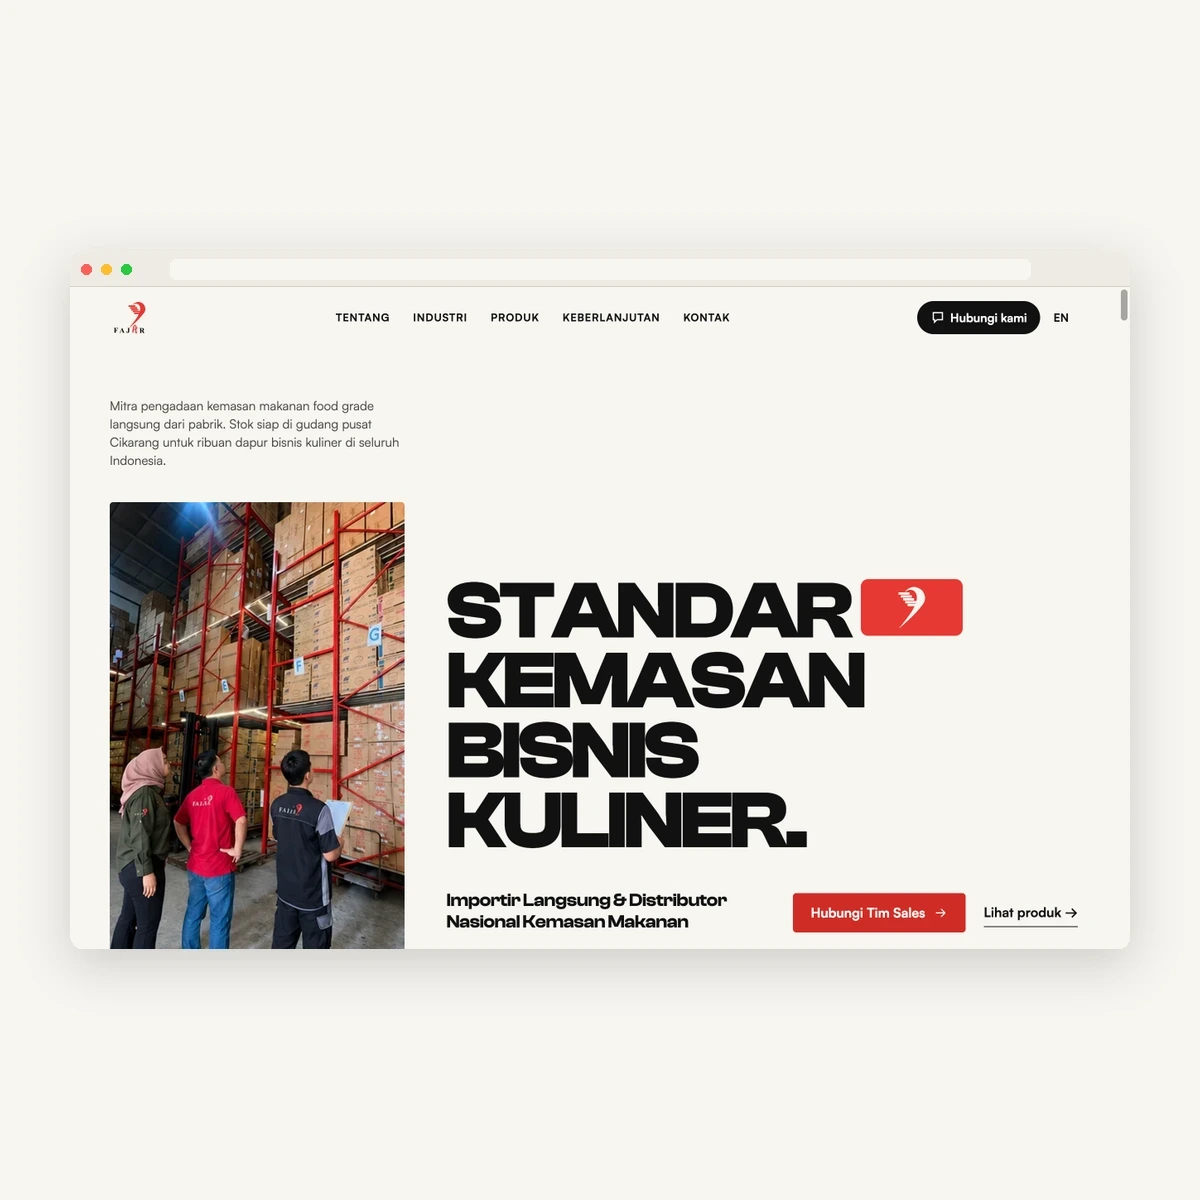 FAJAR
TENTANG
INDUSTRI
PRODUK
KEBERLANJUTAN
KONTAK
Hubungi kami
EN
Mitra pengadaan kemasan makanan food grade
langsung dari pabrik. Stok siap di gudang pusat
Cikarang untuk ribuan dapur bisnis kuliner di seluruh
Indonesia.
G
F
E
FAJAR
FAJAR
STANDAR
KEMASAN
BISNIS
KULINER.
Importir Langsung & Distributor
Nasional Kemasan Makanan
Hubungi Tim Sales →
Lihat produk →